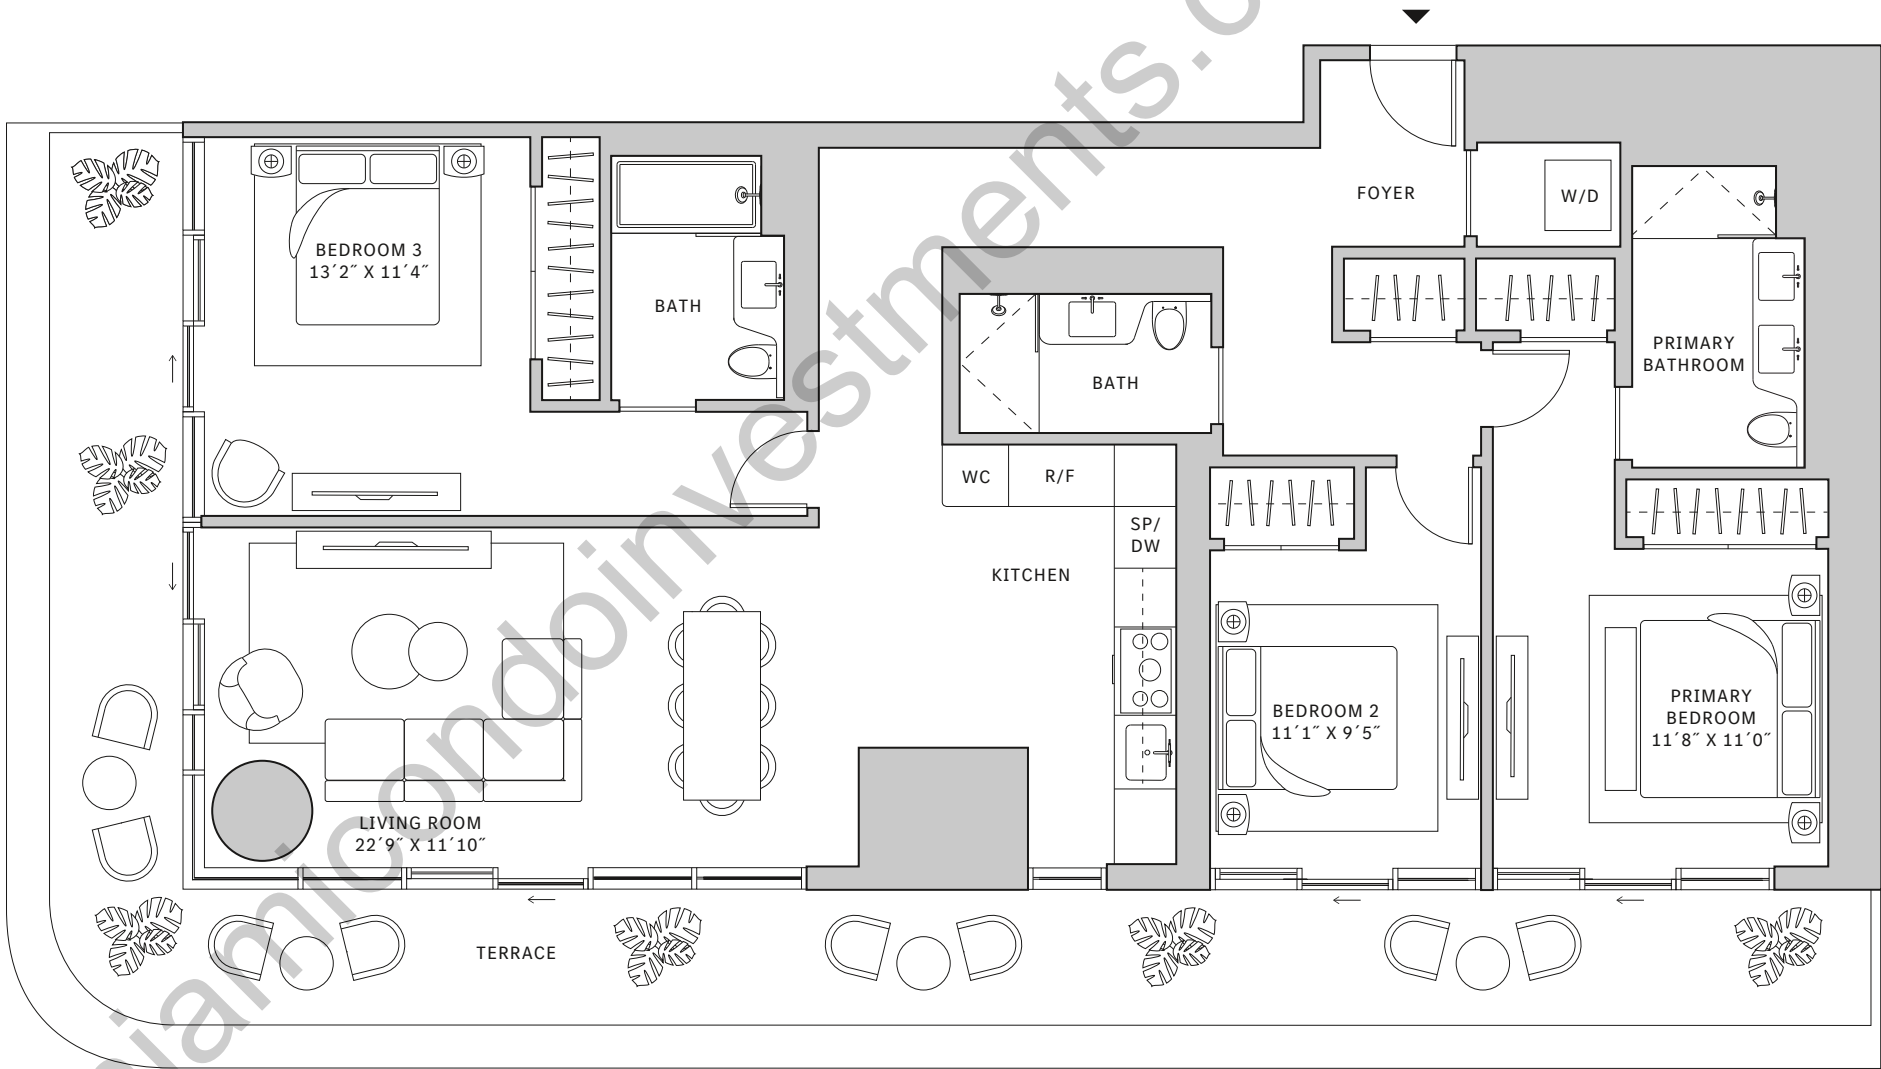 FOYER
W/D
BEDROOM 3
13´2˝ X 11´4˝
BATH
PRIMARY
BATHROOM
BATH
WC
R/F
SP/
DW
KITCHEN
BEDROOM 2
11´1˝ X 9´5˝
PRIMARY
BEDROOM
11´8˝ X 11´0˝
LIVING ROOM
22´9˝ X 11´10˝
TERRACE
miamicondoinvestments.c